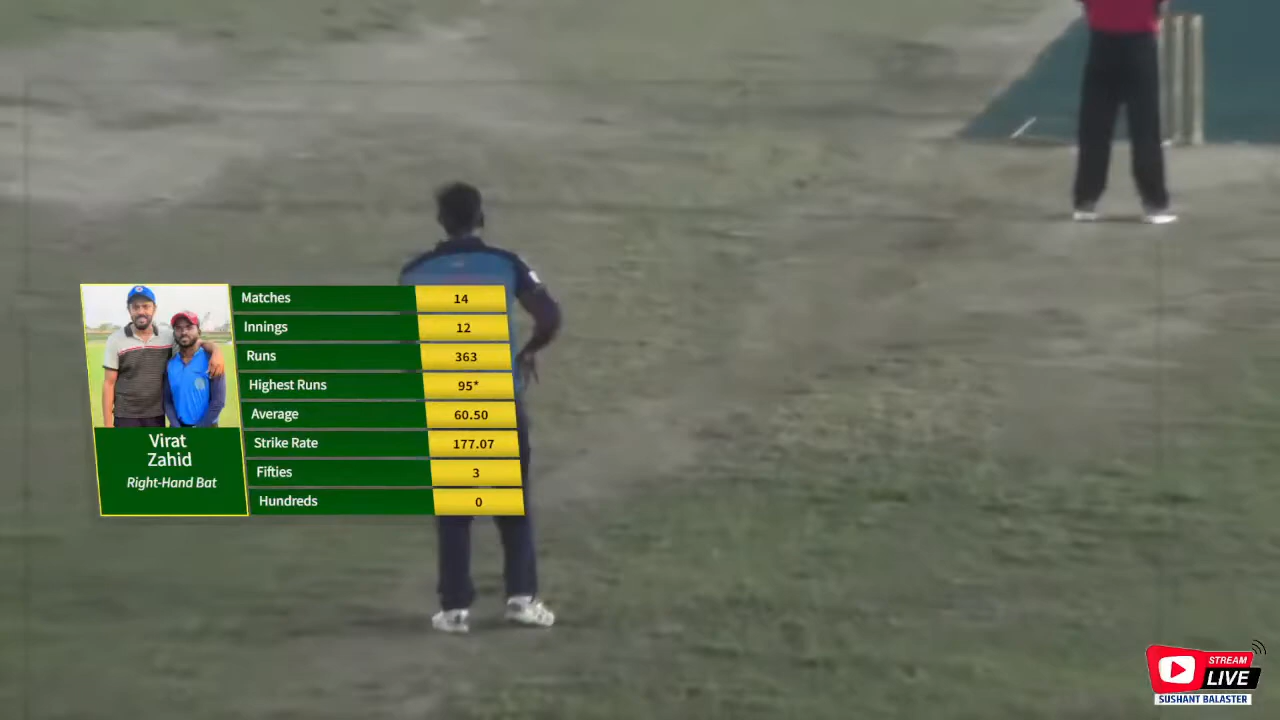 Matches 14
Innings 12
Runs 363
Highest Runs 95*
Average 60.50
Strike Rate 177.07
Fifties 3
Hundreds 0
Virat
Zahid
Right-Hand Bat
STREAM
LIVE
SUSHANT BALASTER